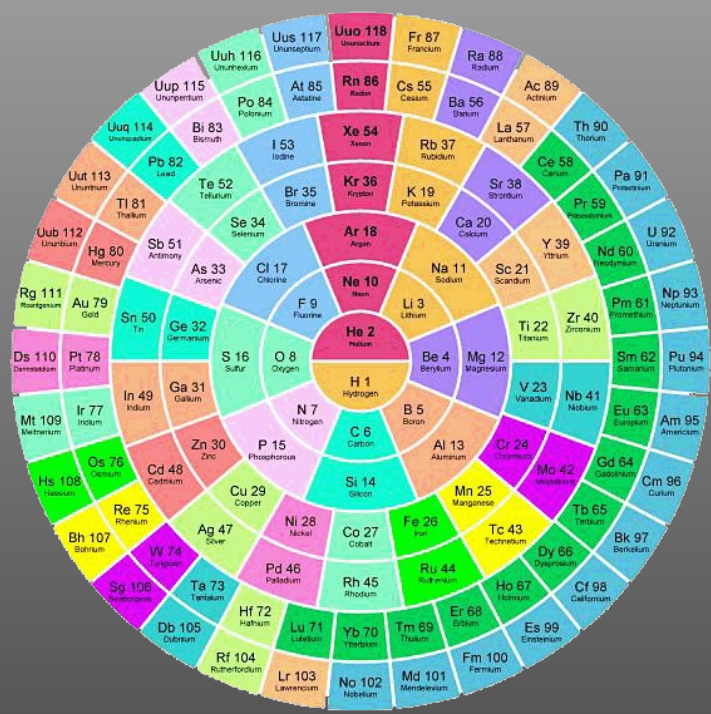 He 2
Helium
H 1
Hydrogen
Li 3
Lithium
Be 4
Berylium
B 5
Boron
C 6
Carbon
N 7
Nitrogen
O 8
Oxygen
F 9
Fluorine
Ne 10
Neon
Na 11
Sodium
Mg 12
Magnesium
Al 13
Aluminum
Si 14
Silicon
P 15
Phosphorous
S 16
Sulfur
Cl 17
Chlorine
Ar 18
Argon
K 19
Potassium
Ca 20
Calcium
Sc 21
Scandium
Ti 22
Titanium
V 23
Vanadium
Cr 24
Chromium
Mn 25
Manganese
Fe 26
Iron
Co 27
Cobalt
Ni 28
Nickel
Cu 29
Copper
Zn 30
Zinc
Ga 31
Gallium
Ge 32
Germanium
As 33
Arsenic
Se 34
Selenium
Br 35
Bromine
Kr 36
Krypton
Rb 37
Rubidium
Sr 38
Strontium
Y 39
Yttrium
Zr 40
Zirconium
Nb 41
Niobium
Mo 42
Tc 43
Technetium
Ru 44
Ruthenium
Rh 45
Rhodium
Pd 46
Palladium
Ag 47
Silver
Cd 48
Cadmium
In 49
Indium
Sn 50
Tin
Sb 51
Antimony
Te 52
Tellurium
I 53
Iodine
Xe 54
Xenon
Cs 55
Cesium
Ba 56
Barium
La 57
Lanthanum
Ce 58
Pr 59
Nd 60
Neodymium
Pm 61
Promethium
Sm 62
Samarium
Eu 63
Europium
Gd 64
Gadolinium
Tb 65
Terbium
Dy 66
Dysprosium
Ho 67
Holmium
Er 68
Erbium
Tm 69
Thulium
Yb 70
Ytterbium
Lu 71
Lutetium
Hf 72
Hafnium
Ta 73
Tantalum
W 74
Tungsten
Re 75
Rhenium
Os 76
Osmium
Ir 77
Iridium
Pt 78
Platinum
Au 79
Gold
Hg 80
Mercury
Tl 81
Thallium
Pb 82
Lead
Bi 83
Bismuth
Po 84
Polonium
At 85
Astatine
Rn 86
Radon
Fr 87
Francium
Ra 88
Radium
Ac 89
Actinium
Th 90
Thorium
Pa 91
U 92
Uranium
Np 93
Neptunium
Pu 94
Plutonium
Am 95
Americium
Cm 96
Curium
Bk 97
Berkelium
Cf 98
Californium
Es 99
Einsteinium
Fm 100
Fermium
Md 101
Mendelevium
No 102
Nobelium
Lr 103
Lawrencium
Rf 104
Rutherfordium
Db 105
Dubnium
Sg 106
Bh 107
Bohrium
Hs 108
Hassium
Mt 109
Meitnerium
Ds 110
Rg 111
Roentgenium
Uub 112
Ununbium
Uut 113
Ununtrium
Uuq 114
Ununquadium
Uup 115
Ununpentium
Uuh 116
Ununhexium
Uus 117
Ununseptium
Uuo 118
Ununoctium